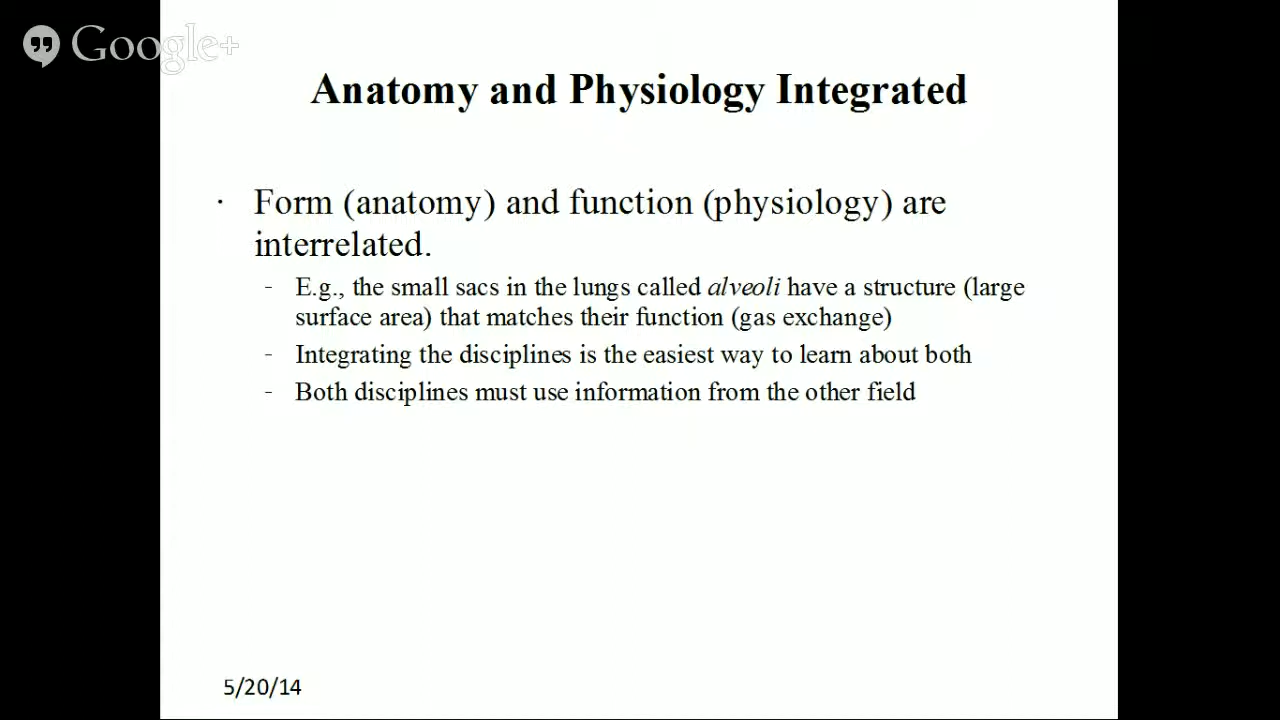 Google+
Anatomy and Physiology Integrated
· Form (anatomy) and function (physiology) are
interrelated.
- E.g., the small sacs in the lungs called alveoli have a structure (large
surface area) that matches their function (gas exchange)
- Integrating the disciplines is the easiest way to learn about both
- Both disciplines must use information from the other field
5/20/14